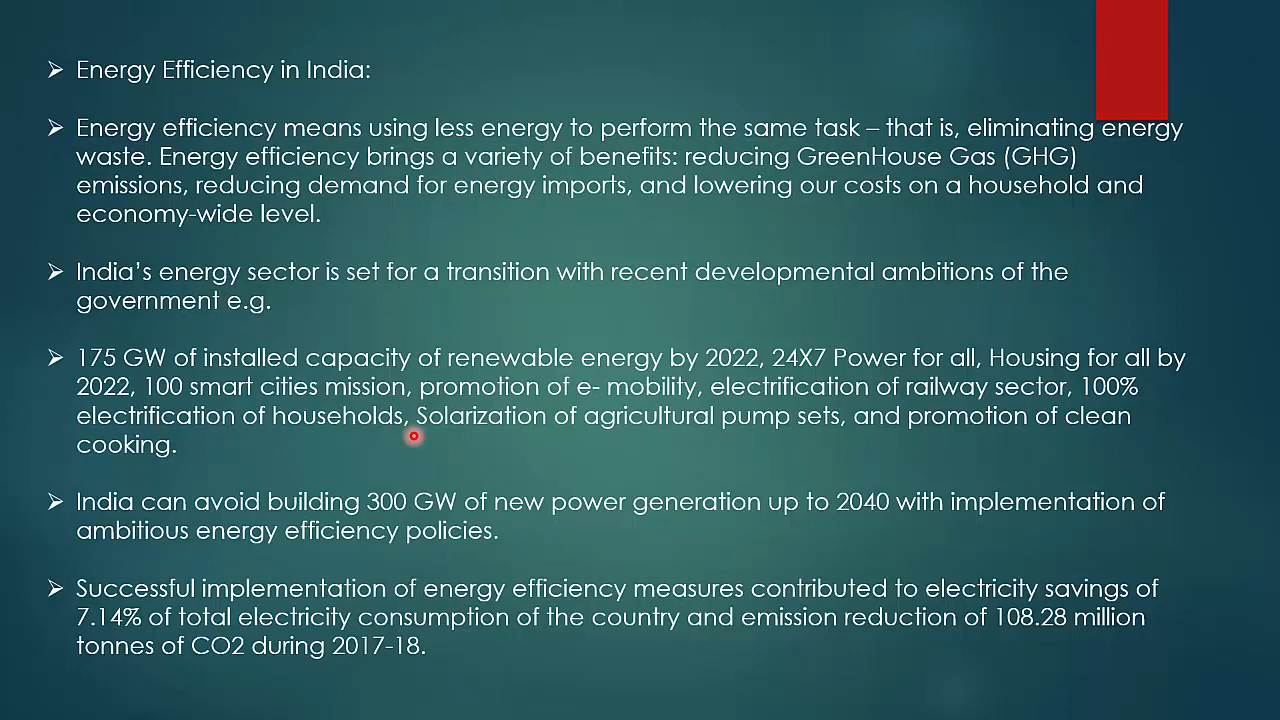 Energy Efficiency in India:
Energy efficiency means using less energy to perform the same task – that is, eliminating energy
waste. Energy efficiency brings a variety of benefits: reducing GreenHouse Gas (GHG)
emissions, reducing demand for energy imports, and lowering our costs on a household and
economy-wide level.
India’s energy sector is set for a transition with recent developmental ambitions of the
government e.g.
175 GW of installed capacity of renewable energy by 2022, 24X7 Power for all, Housing for all by
2022, 100 smart cities mission, promotion of e- mobility, electrification of railway sector, 100%
electrification of households, Solarization of agricultural pump sets, and promotion of clean
cooking.
India can avoid building 300 GW of new power generation up to 2040 with implementation of
ambitious energy efficiency policies.
Successful implementation of energy efficiency measures contributed to electricity savings of
7.14% of total electricity consumption of the country and emission reduction of 108.28 million
tonnes of CO2 during 2017-18.